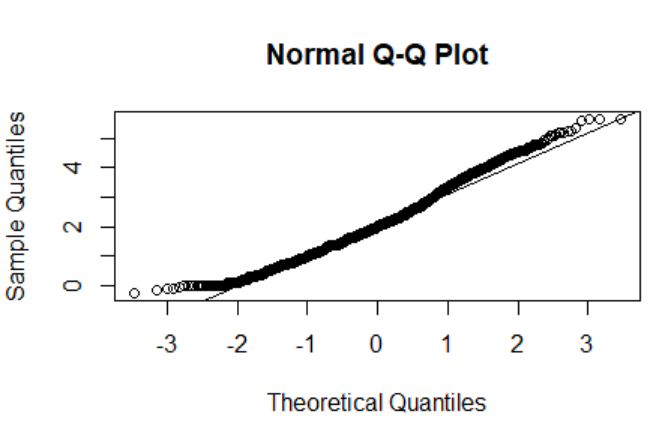 Normal Q-Q Plot
Sample Quantiles
4
2
0
-3 -2 -1 0 1 2 3
Theoretical Quantiles